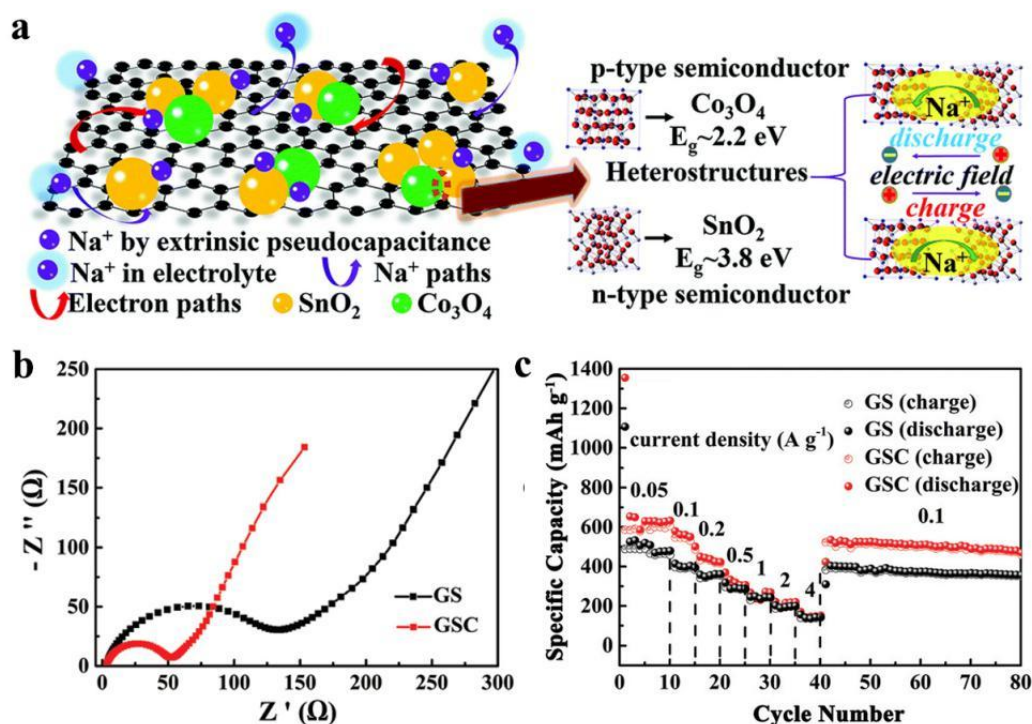 a
p-type semiconductor
Co₃O₄
E_g~2.2 eV
Heterostructures
SnO₂
E_g~3.8 eV
n-type semiconductor
Na⁺
discharge
electric field
charge
Na⁺
Na⁺ by extrinsic pseudocapacitance
Na⁺ in electrolyte
Na⁺ paths
Electron paths
SnO₂
Co₃O₄
b
250
200
150
100
50
0
- Z '' (Ω)
GS
GSC
0 50 100 150 200 250 300
Z ' (Ω)
c
1400
1200
1000
800
600
400
200
0
Specific Capacity (mAh g⁻¹)
current density (A g⁻¹)
GS (charge)
GS (discharge)
GSC (charge)
GSC (discharge)
0.05
0.1
0.2
0.5
1
2
4
0.1
0 10 20 30 40 50 60 70 80
Cycle Number